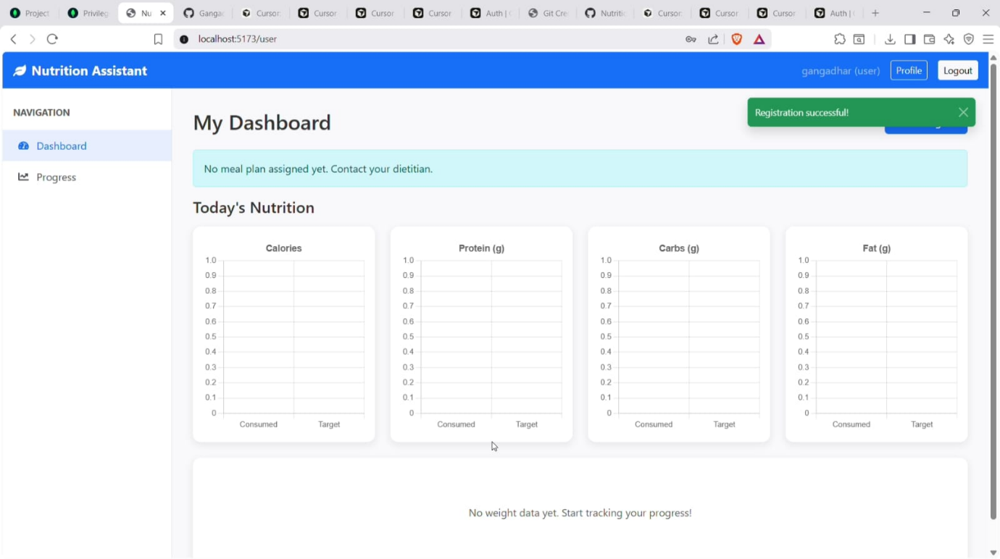 Project
Privileg
Nu
Ganga
Cursor
Cursor
Cursor
Cursor
Auth | C
Git Cre
Nutritio
Cursor
Cursor
Cursor
Auth | C
localhost:5173/user
Nutrition Assistant
gangadhar (user)
Profile
Logout
NAVIGATION
Dashboard
Progress
My Dashboard
Registration successful!
No meal plan assigned yet. Contact your dietitian.
Today's Nutrition
Calories
1.0
0.9
0.8
0.7
0.6
0.5
0.4
0.3
0.2
0.1
0
Consumed Target
Protein (g)
1.0
0.9
0.8
0.7
0.6
0.5
0.4
0.3
0.2
0.1
0
Consumed Target
Carbs (g)
1.0
0.9
0.8
0.7
0.6
0.5
0.4
0.3
0.2
0.1
0
Consumed Target
Fat (g)
1.0
0.9
0.8
0.7
0.6
0.5
0.4
0.3
0.2
0.1
0
Consumed Target
No weight data yet. Start tracking your progress!